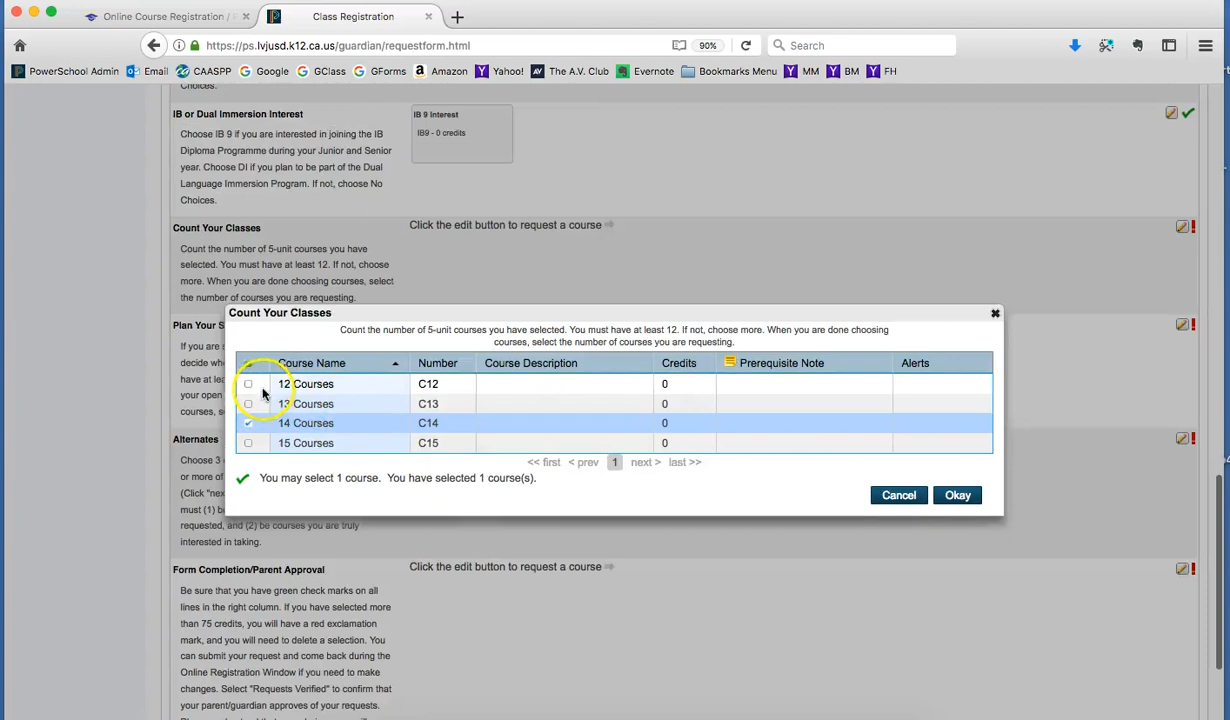 Online Course Registration /
Class Registration
https://ps.lvjusd.k12.ca.us/guardian/requestform.html
90%
Search
PowerSchool Admin
Email
CAASPP
Google
GClass
GForms
Amazon
Yahoo!
The A.V. Club
Evernote
Bookmarks Menu
MM
BM
FH
Choices.
IB or Dual Immersion Interest
Choose IB 9 if you are interested in joining the IB
Diploma Programme during your Junior and Senior
year. Choose DI if you plan to be part of the Dual
Language Immersion Program. If not, choose No
Choices.
IB 9 Interest
IB9 - 0 credits
Count Your Classes
Click the edit button to request a course
Count the number of 5-unit courses you have
selected. You must have at least 12. If not, choose
more. When you are done choosing courses, select
the number of courses you are requesting.
Count Your Classes
Count the number of 5-unit courses you have selected. You must have at least 12. If not, choose more. When you are done choosing
courses, select the number of courses you are requesting.
Course Name Number Course Description Credits Prerequisite Note Alerts
12 Courses C12 0
13 Courses C13 0
14 Courses C14 0
15 Courses C15 0
<< first < prev 1 next > last >>
You may select 1 course. You have selected 1 course(s).
Cancel
Okay
Plan Your S
If you are s
decide whe
have at lea
your open
courses, s
Alternates
Choose 3
or more of
(Click "nex
must (1) b
requested, and (2) be courses you are truly
interested in taking.
Form Completion/Parent Approval
Click the edit button to request a course
Be sure that you have green check marks on all
lines in the right column. If you have selected more
than 75 credits, you will have a red exclamation
mark, and you will need to delete a selection. You
can submit your request and come back during the
Online Registration Window if you need to make
changes. Select "Requests Verified" to confirm that
your parent/guardian approves of your requests.